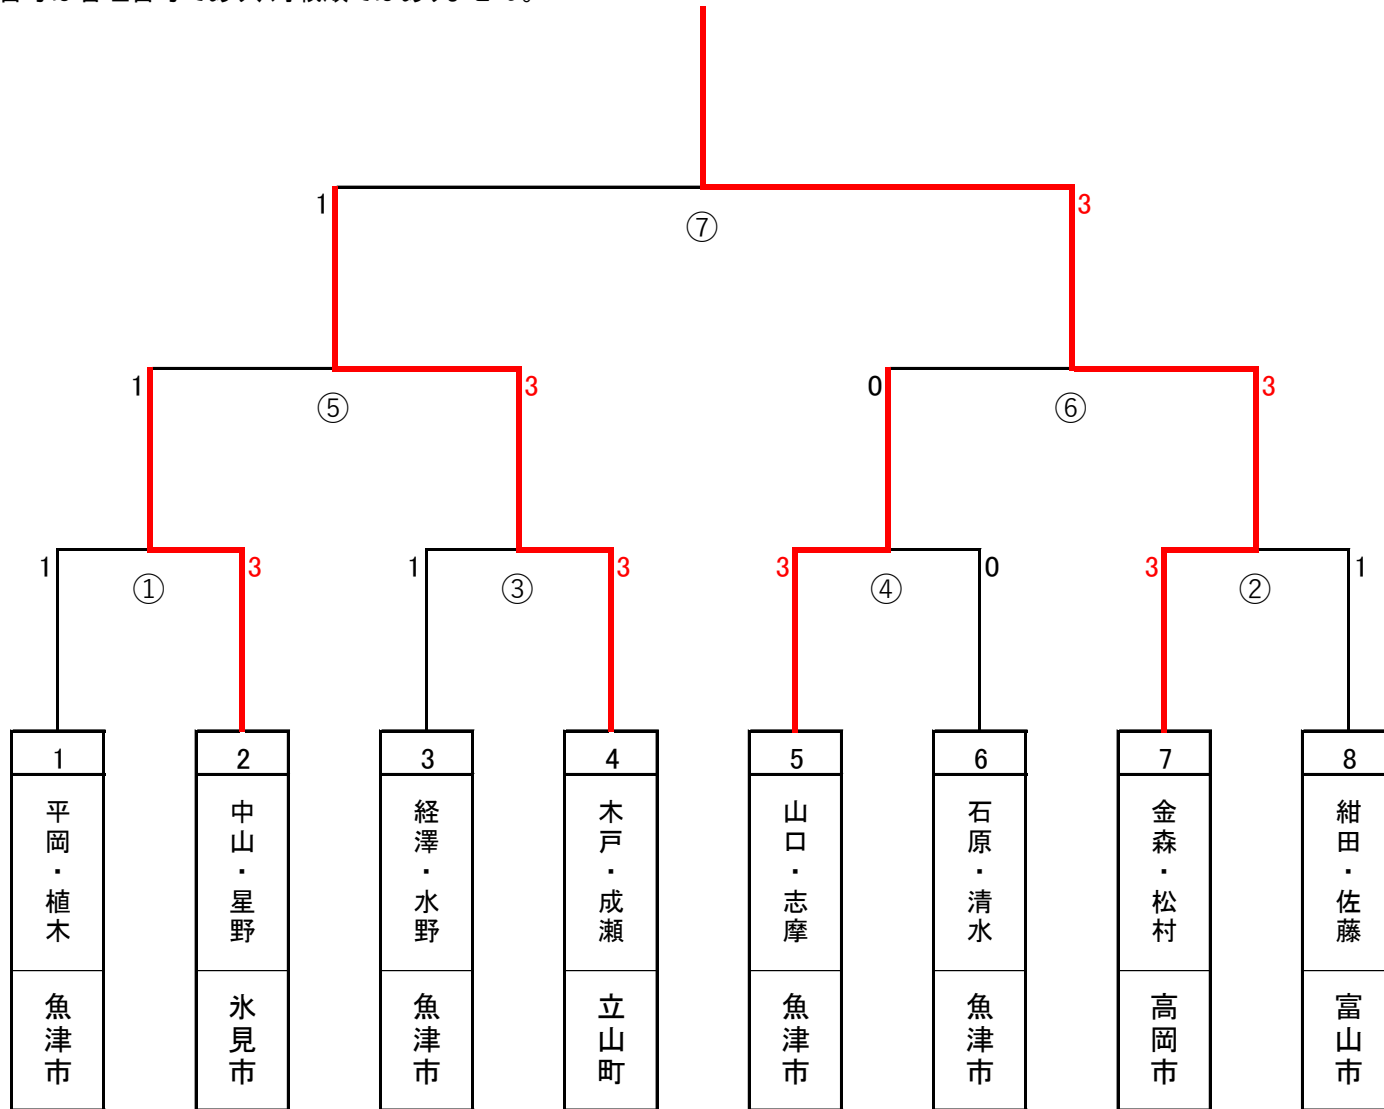 1 3
⑦
1 3 0 3
⑤ ⑥
1 3 1 3 3 0 3 1
① ③ ④ ②
1 2 3 4 5 6 7 8
平岡・植木
中山・星野
経澤・水野
木戸・成瀬
山口・志摩
石原・清水
金森・松村
紺田・佐藤
魚津市
氷見市
魚津市
立山町
魚津市
魚津市
高岡市
富山市